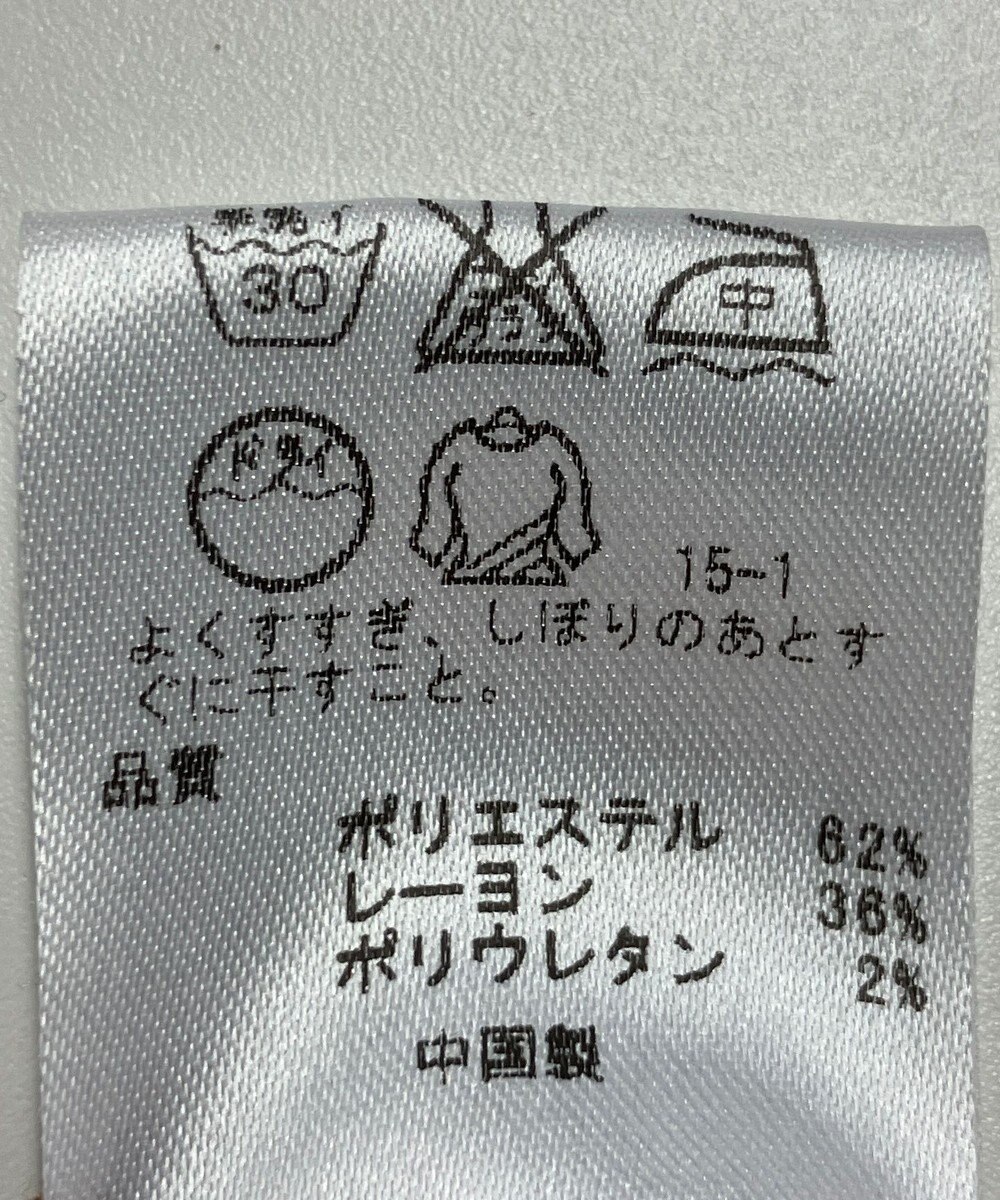 30
中
ドライ
15-1
よくすすぎ、しぼりのあとす
ぐに干すこと。
品質
ポリエステル 62%
レーヨン 36%
ポリウレタン 2%
中国製